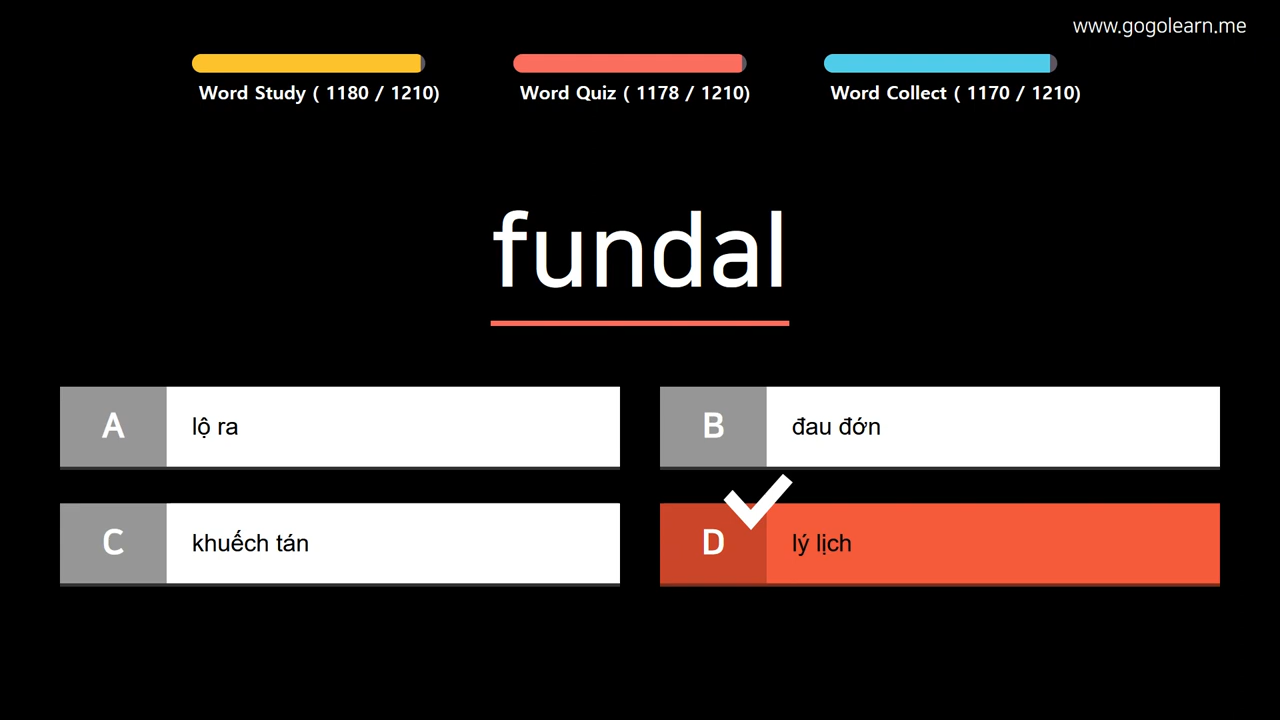 www.gogolearn.me
Word Study ( 1180 / 1210)
Word Quiz ( 1178 / 1210)
Word Collect ( 1170 / 1210)
fundal
A lộ ra
B đau đớn
C khuếch tán
D lý lịch